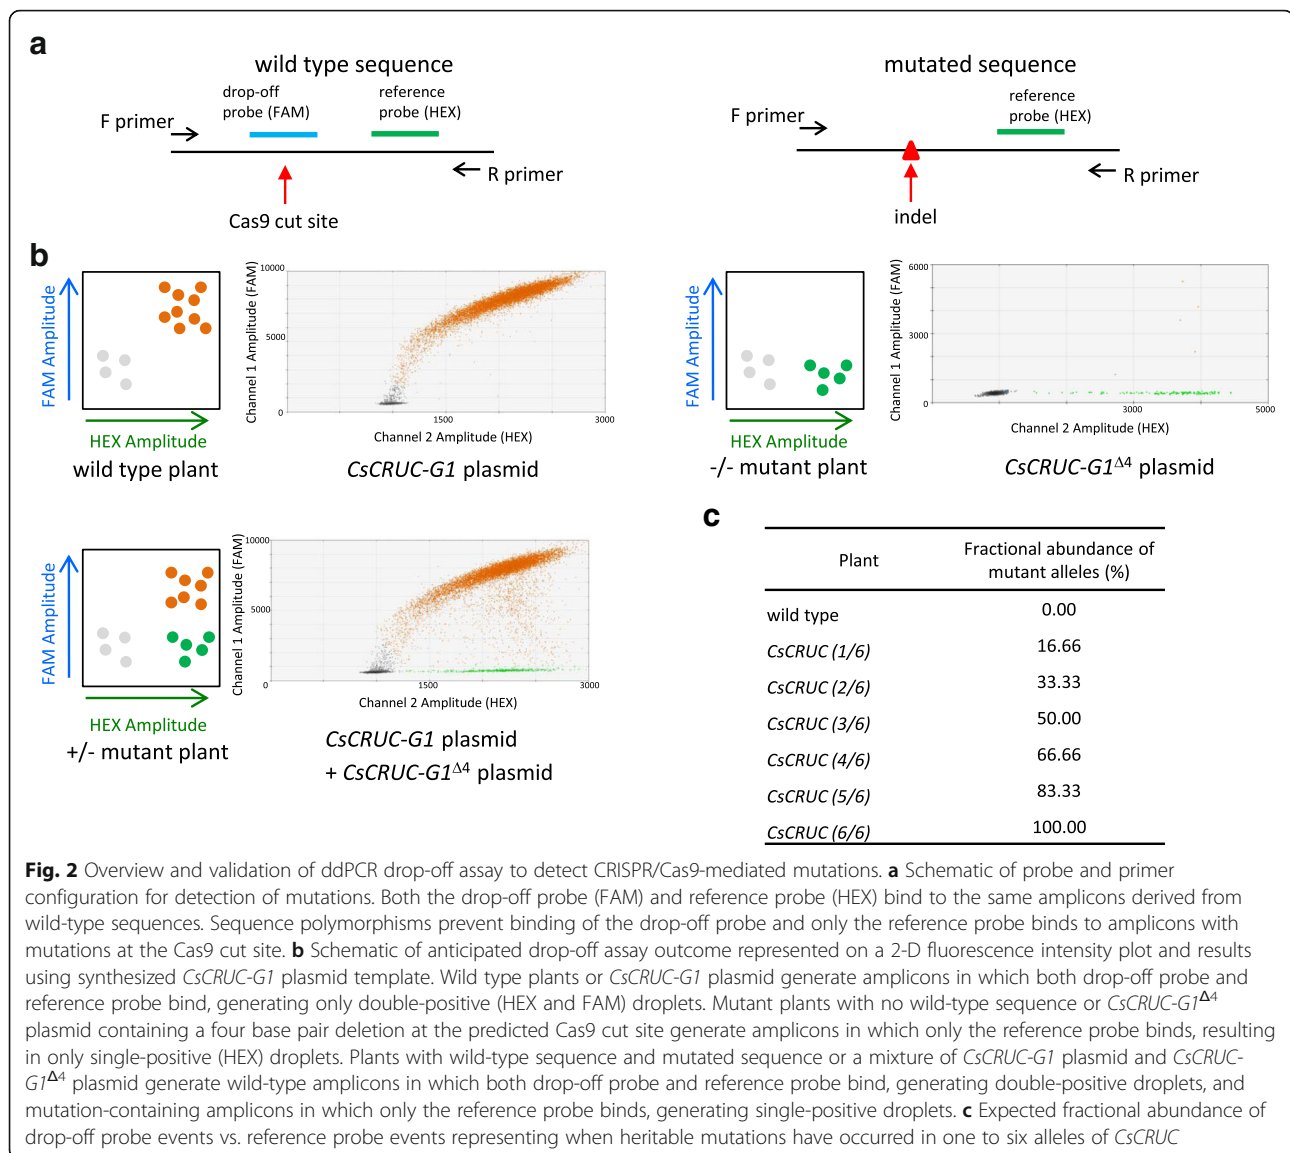 a
wild type sequence
drop-off
probe (FAM)
reference
probe (HEX)
F primer
R primer
Cas9 cut site
mutated sequence
reference
probe (HEX)
F primer
R primer
indel
b
FAM Amplitude
HEX Amplitude
wild type plant
Channel 1 Amplitude (FAM)
10000
5000
0
1500
3000
Channel 2 Amplitude (HEX)
CsCRUC-G1 plasmid
FAM Amplitude
HEX Amplitude
-/- mutant plant
Channel 1 Amplitude (FAM)
6000
3000
0
3000
5000
Channel 2 Amplitude (HEX)
CsCRUC-G1Δ4 plasmid
FAM Amplitude
HEX Amplitude
+/- mutant plant
Channel 1 Amplitude (FAM)
10000
5000
0
1500
3000
Channel 2 Amplitude (HEX)
CsCRUC-G1 plasmid
+ CsCRUC-G1Δ4 plasmid
c
Plant
Fractional abundance of
mutant alleles (%)
wild type 0.00
CsCRUC (1/6) 16.66
CsCRUC (2/6) 33.33
CsCRUC (3/6) 50.00
CsCRUC (4/6) 66.66
CsCRUC (5/6) 83.33
CsCRUC (6/6) 100.00
Fig. 2 Overview and validation of ddPCR drop-off assay to detect CRISPR/Cas9-mediated mutations. a Schematic of probe and primer
configuration for detection of mutations. Both the drop-off probe (FAM) and reference probe (HEX) bind to the same amplicons derived from
wild-type sequences. Sequence polymorphisms prevent binding of the drop-off probe and only the reference probe binds to amplicons with
mutations at the Cas9 cut site. b Schematic of anticipated drop-off assay outcome represented on a 2-D fluorescence intensity plot and results
using synthesized CsCRUC-G1 plasmid template. Wild type plants or CsCRUC-G1 plasmid generate amplicons in which both drop-off probe and
reference probe bind, generating only double-positive (HEX and FAM) droplets. Mutant plants with no wild-type sequence or CsCRUC-G1Δ4
plasmid containing a four base pair deletion at the predicted Cas9 cut site generate amplicons in which only the reference probe binds, resulting
in only single-positive (HEX) droplets. Plants with wild-type sequence and mutated sequence or a mixture of CsCRUC-G1 plasmid and CsCRUC-
G1Δ4 plasmid generate wild-type amplicons in which both drop-off probe and reference probe bind, generating double-positive droplets, and
mutation-containing amplicons in which only the reference probe binds, generating single-positive droplets. c Expected fractional abundance of
drop-off probe events vs. reference probe events representing when heritable mutations have occurred in one to six alleles of CsCRUC